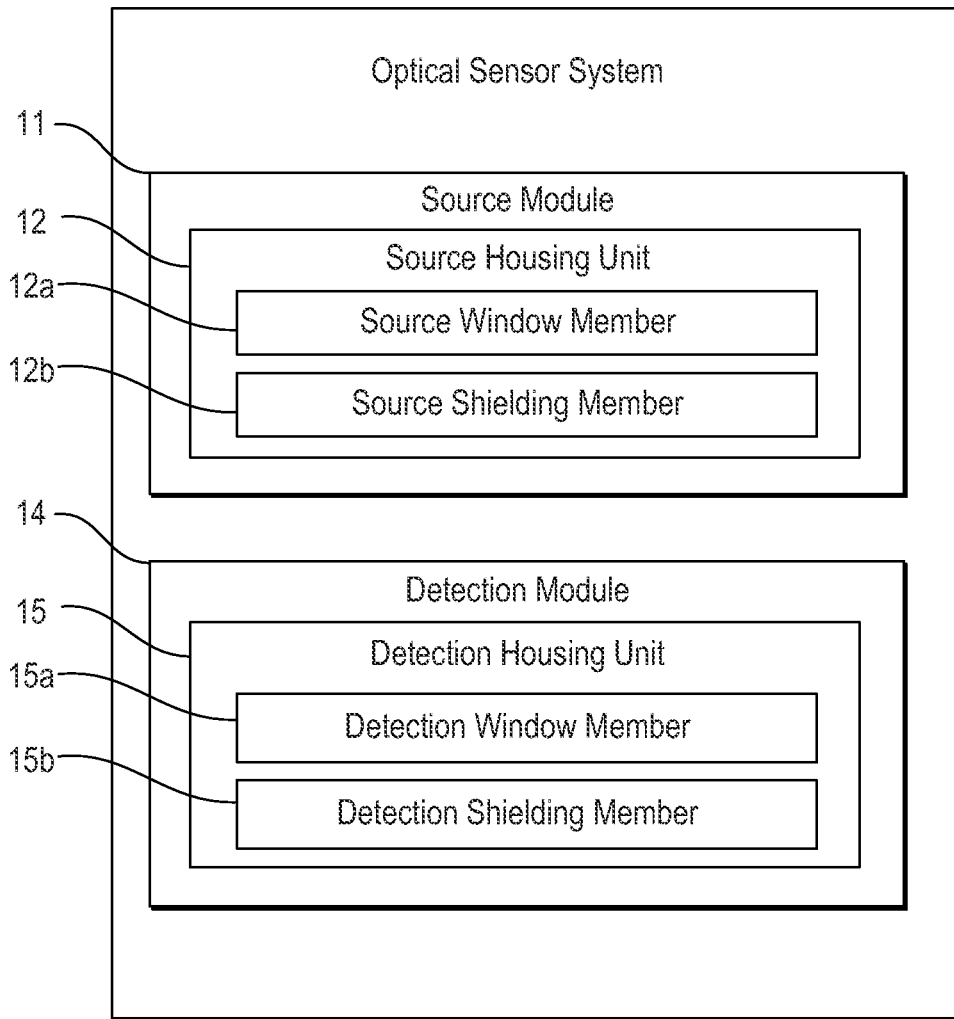 Optical Sensor System
11
Source Module
12
Source Housing Unit
12a
Source Window Member
12b
Source Shielding Member
14
Detection Module
15
Detection Housing Unit
15a
Detection Window Member
15b
Detection Shielding Member